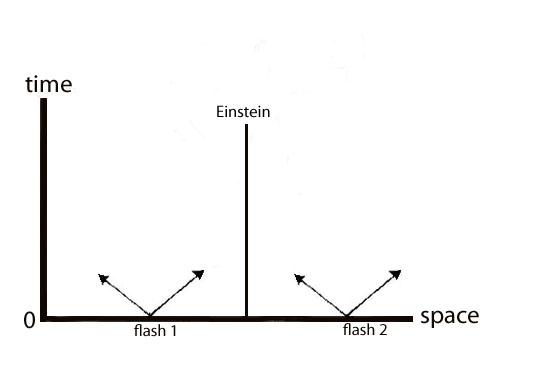 time
Einstein
0
space
flash 1
flash 2